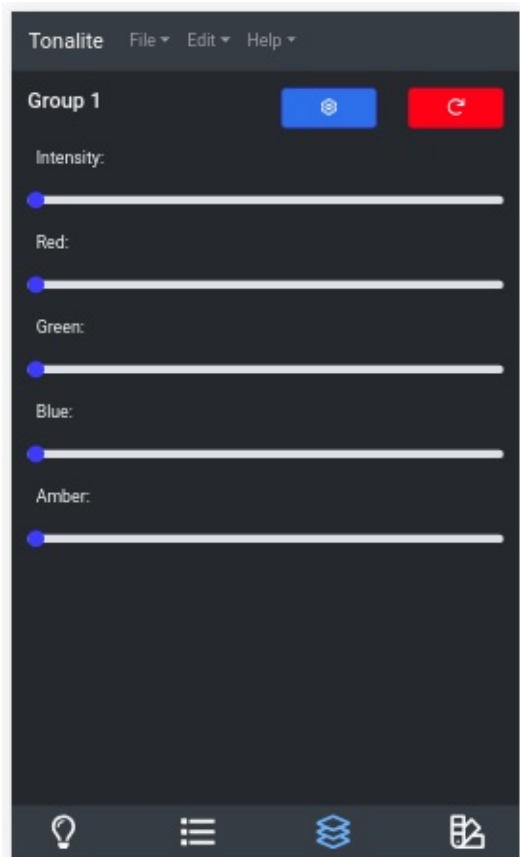 Tonalite File Edit Help
Group 1
Intensity:
Red:
Green:
Blue:
Amber: